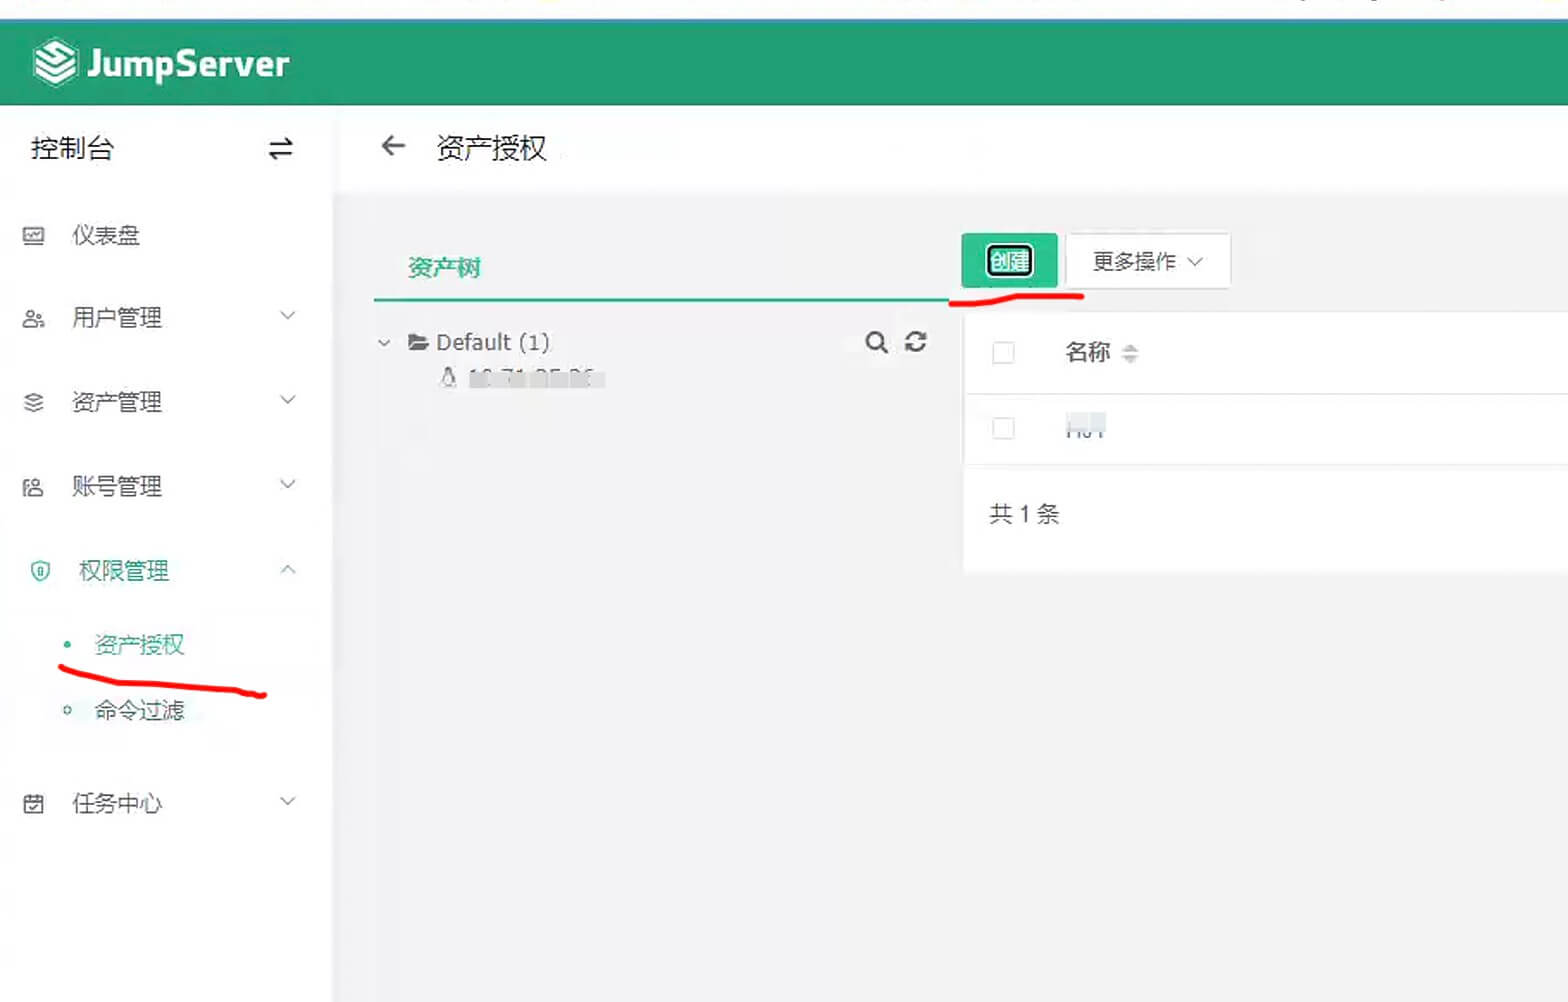 JumpServer
控制台
资产授权
仪表盘
用户管理
资产管理
账号管理
权限管理
资产授权
命令过滤
任务中心
资产树
Default (1)
创建
更多操作
名称
共 1 条